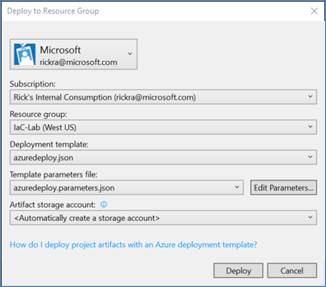 Deploy to Resource Group
Microsoft
rickra@microsoft.com
Subscription:
Rick's Internal Consumption (rickra@microsoft.com)
Resource group:
IaC-Lab (West US)
Deployment template:
azuredeploy.json
Template parameters file:
azuredeploy.parameters.json
Edit Parameters...
Artifact storage account:
<Automatically create a storage account>
How do I deploy project artifacts with an Azure deployment template?
Deploy
Cancel